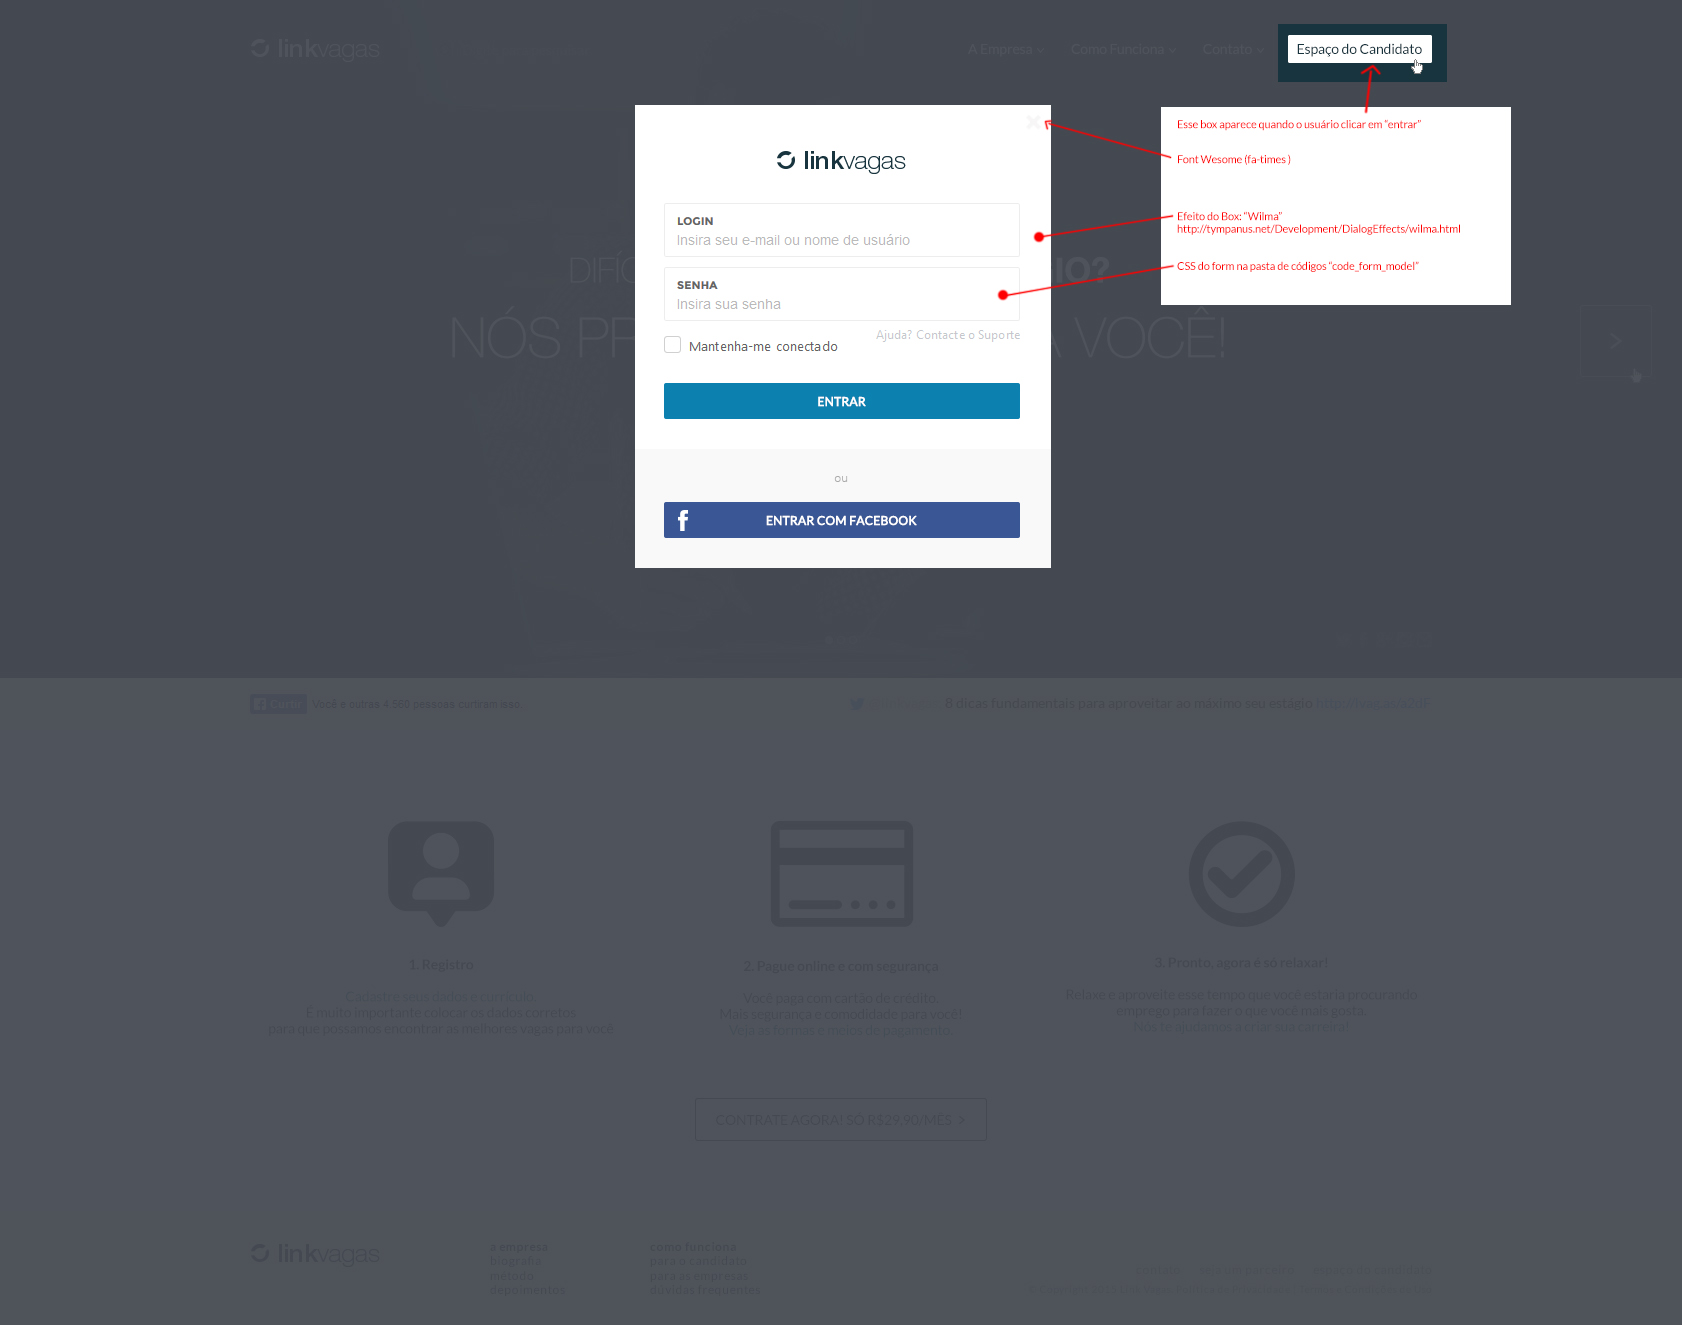 linkvagas
A Empresa
Como Funciona
Contato
Espaço do Candidato
Esse box aparece quando o usuário clicar em "entrar"
Font Wesome (fa-times )
Efeito do Box: "Wilma"
http://tympanus.net/Development/DialogEffects/wilma.html
CSS do form na pasta de códigos "code_form_model"
linkvagas
LOGIN
Insira seu e-mail ou nome de usuário
SENHA
Insira sua senha
Ajuda? Contacte o Suporte
Mantenha-me conectado
ENTRAR
ou
ENTRAR COM FACEBOOK
DIFÍC IO?
NÓS PR A VOCÊ!
Curtir
Você e outras 4.560 pessoas curtiram isso.
8 dicas fundamentais para aproveitar ao máximo seu estágio
1. Registro
Cadastre seus dados e currículo.
É muito importante colocar os dados corretos
para que possamos encontrar as melhores vagas para você
2. Pague online e com segurança
Você paga com cartão de crédito.
Mais segurança e comodidade para você!
Veja as formas e meios de pagamento.
3. Pronto, agora é só relaxar!
Relaxe e aproveite esse tempo que você estaria procurando
emprego para fazer o que você mais gosta.
Nós te ajudamos a criar sua carreira!
CONTRATE AGORA! SÓ R$29,90/MÊS >
linkvagas
a empresa
biografia
método
depoimentos
como funciona
para o candidato
para as empresas
dúvidas frequentes